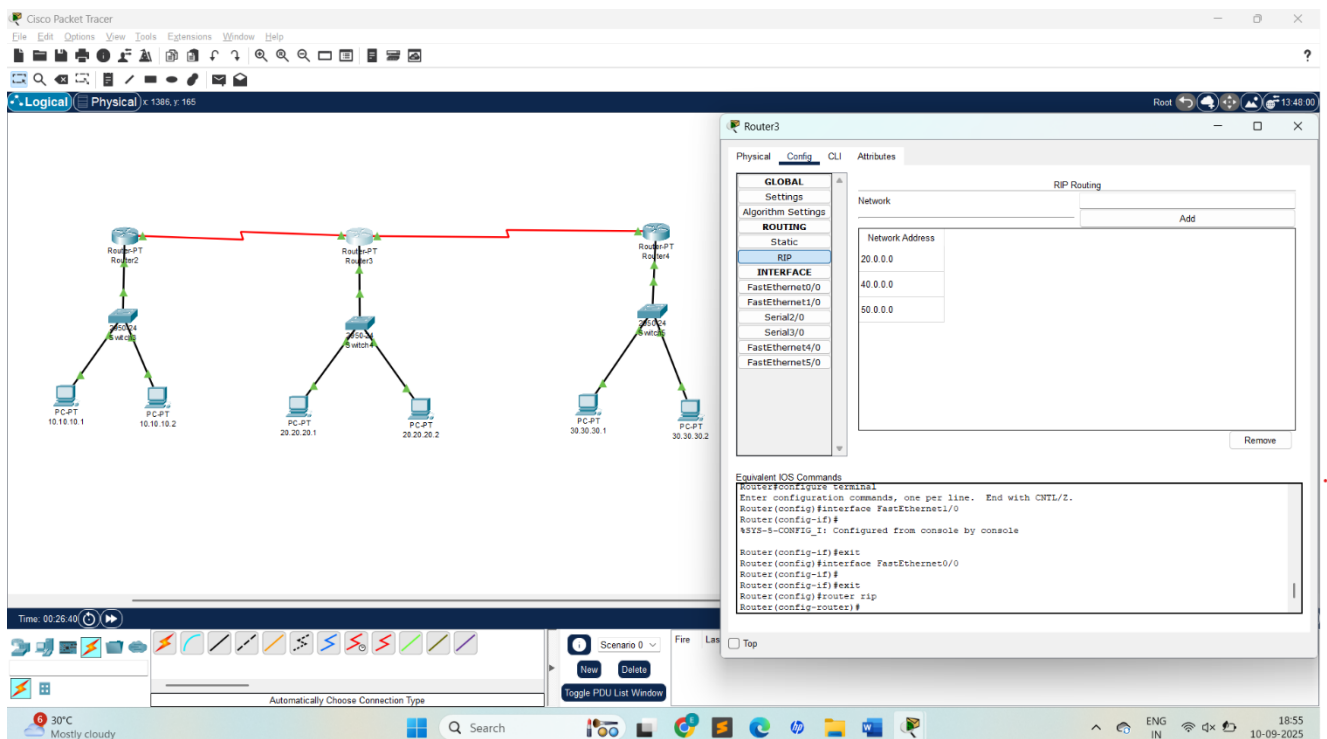 Cisco Packet Tracer
File Edit Options View Tools Extensions Window Help
?
Logical Physical x: 1386, y: 165
Root 13:48:00
Router-PT
Router2
Router-PT
Router3
Router-PT
Router4
2950-24
Switch3
2950-24
Switch4
2950-24
Switch5
PC-PT
10.10.10.1
PC-PT
10.10.10.2
PC-PT
20.20.20.1
PC-PT
20.20.20.2
PC-PT
30.30.30.1
PC-PT
30.30.30.2
Router3
Physical Config CLI Attributes
GLOBAL
Settings
Algorithm Settings
ROUTING
Static
RIP
INTERFACE
FastEthernet0/0
FastEthernet1/0
Serial2/0
Serial3/0
FastEthernet4/0
FastEthernet5/0
RIP Routing
Network
Add
Network Address
20.0.0.0
40.0.0.0
50.0.0.0
Remove
Equivalent IOS Commands
Router#configure terminal
Enter configuration commands, one per line. End with CNTL/Z.
Router(config)#interface FastEthernet1/0
Router(config-if)#
%SYS-5-CONFIG_I: Configured from console by console
Router(config-if)#exit
Router(config)#interface FastEthernet0/0
Router(config-if)#
Router(config-if)#exit
Router(config)#router rip
Router(config-router)#
Top
Time: 00:26:40
Scenario 0
New Delete
Toggle PDU List Window
Fire Las
Automatically Choose Connection Type
6
30°C
Mostly cloudy
Search
ENG
IN
18:55
10-09-2025